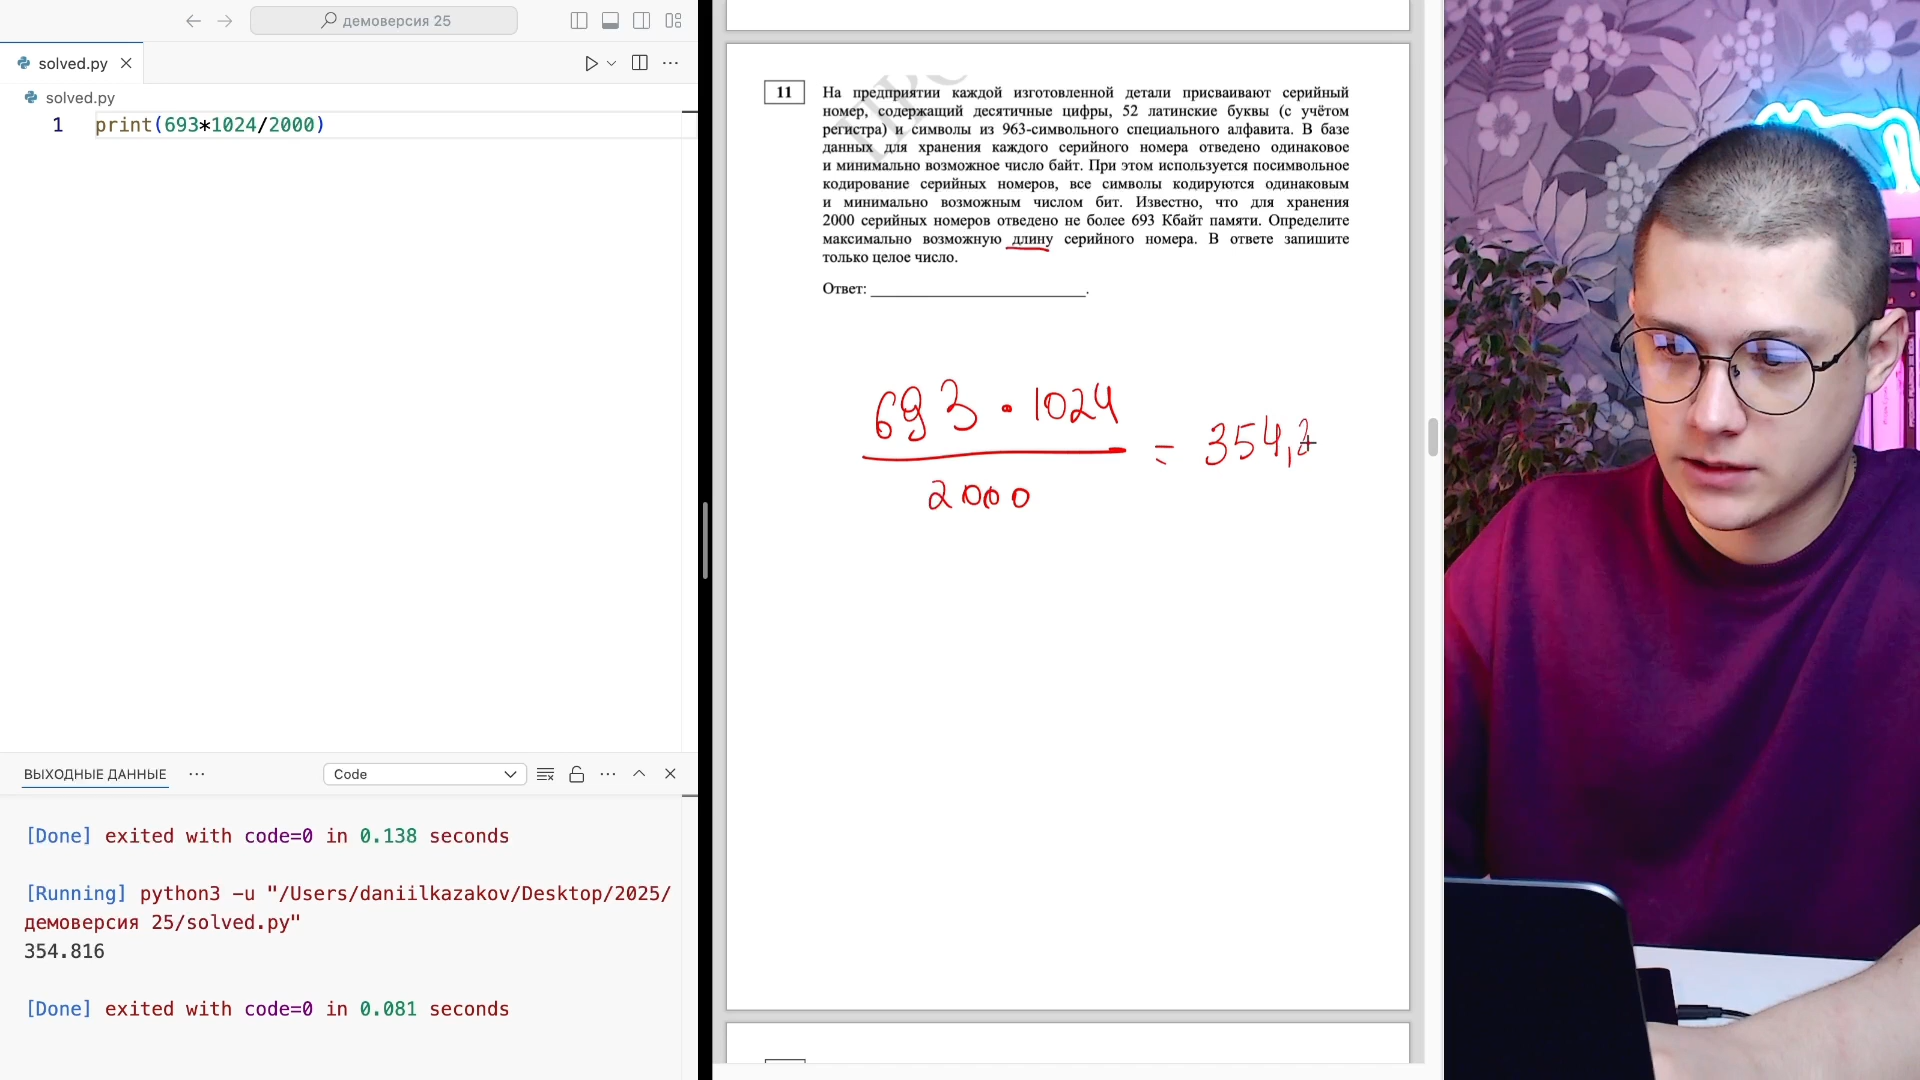 демоверсия 25
solved.py
solved.py
1 print(693*1024/2000)
ВЫХОДНЫЕ ДАННЫЕ
Code
[Done] exited with code=0 in 0.138 seconds
[Running] python3 -u "/Users/daniilkazakov/Desktop/2025/
демоверсия 25/solved.py"
354.816
[Done] exited with code=0 in 0.081 seconds
11
На предприятии каждой изготовленной детали присваивают серийный
номер, содержащий десятичные цифры, 52 латинские буквы (с учётом
регистра) и символы из 963-символьного специального алфавита. В базе
данных для хранения каждого серийного номера отведено одинаковое
и минимально возможное число байт. При этом используется посимвольное
кодирование серийных номеров, все символы кодируются одинаковым
и минимально возможным числом бит. Известно, что для хранения
2000 серийных номеров отведено не более 693 Кбайт памяти. Определите
максимально возможную длину серийного номера. В ответе запишите
только целое число.
Ответ: .
693 · 1024
2000
= 354,